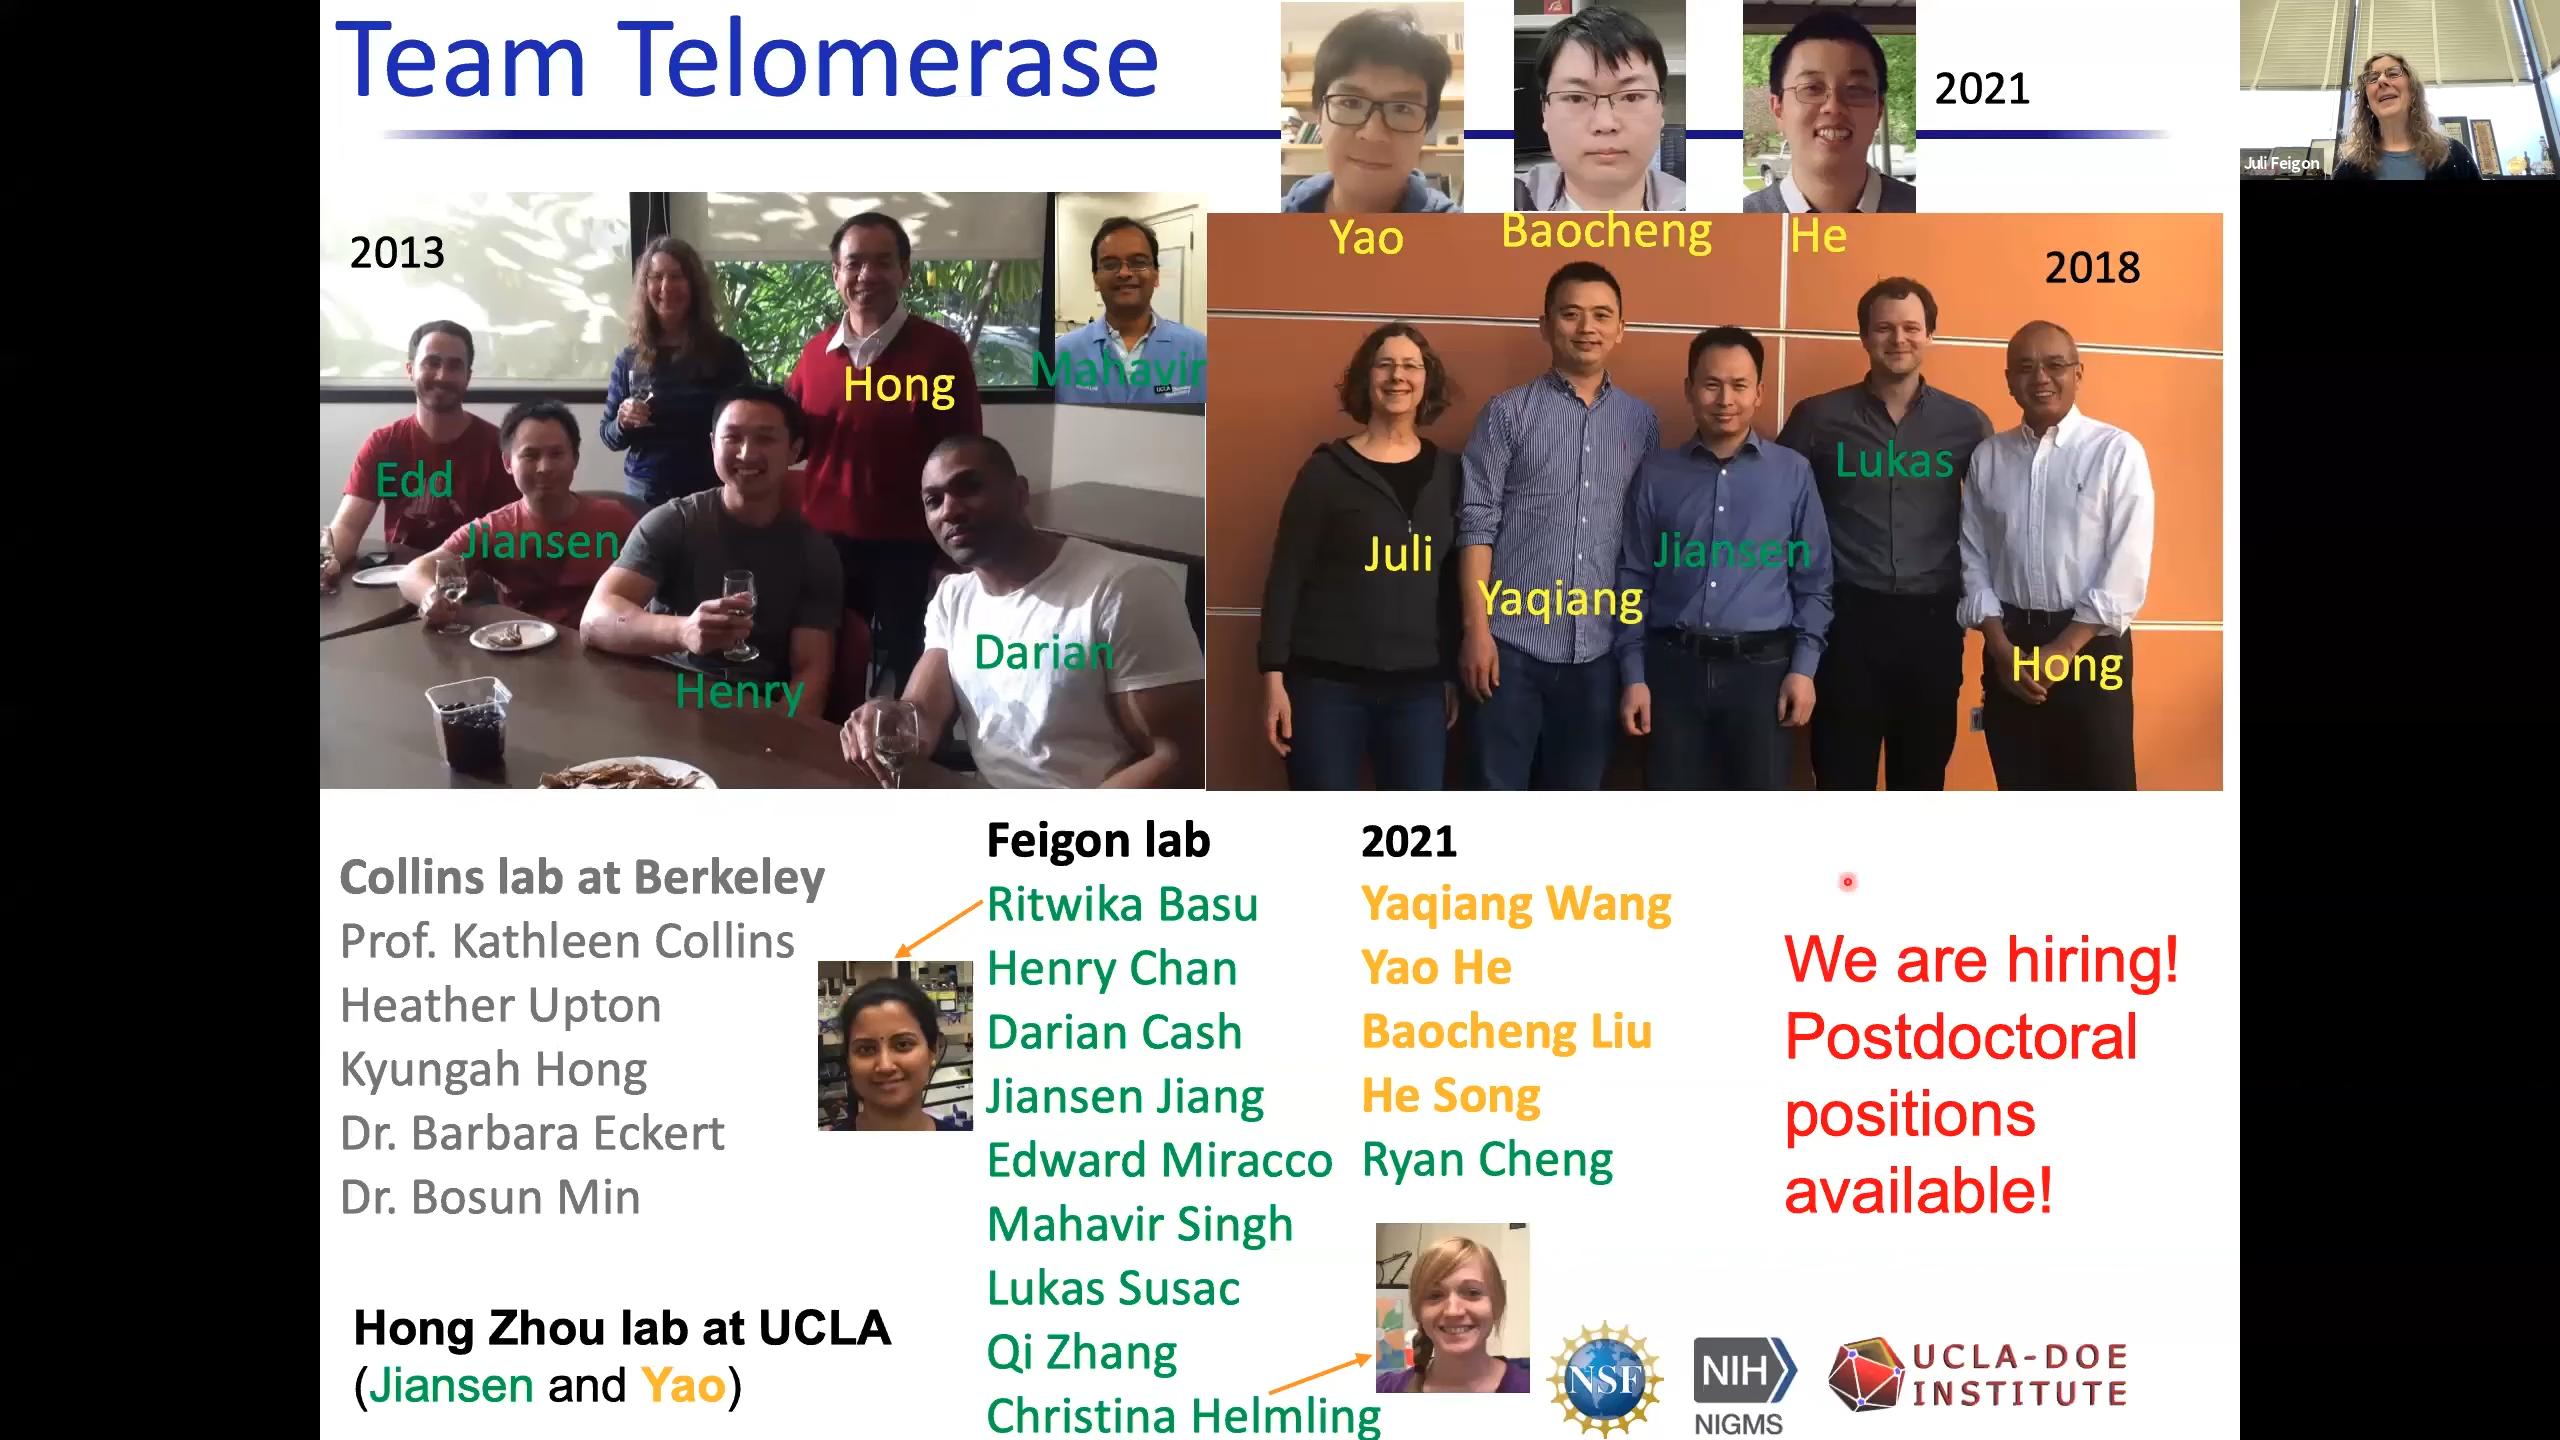 Team Telomerase
2021
Juli Feigon
2013
Hong
Mahavir
Edd
Jiansen
Darian
Henry
Yao
Baocheng
He
2018
Lukas
Juli
Jiansen
Yaqiang
Hong
Collins lab at Berkeley
Prof. Kathleen Collins
Heather Upton
Kyungah Hong
Dr. Barbara Eckert
Dr. Bosun Min
Hong Zhou lab at UCLA
(Jiansen and Yao)
Feigon lab
Ritwika Basu
Henry Chan
Darian Cash
Jiansen Jiang
Edward Miracco
Mahavir Singh
Lukas Susac
Qi Zhang
Christina Helmling
2021
Yaqiang Wang
Yao He
Baocheng Liu
He Song
Ryan Cheng
We are hiring!
Postdoctoral
positions
available!
NSF
NIH
NIGMS
UCLA-DOE
INSTITUTE